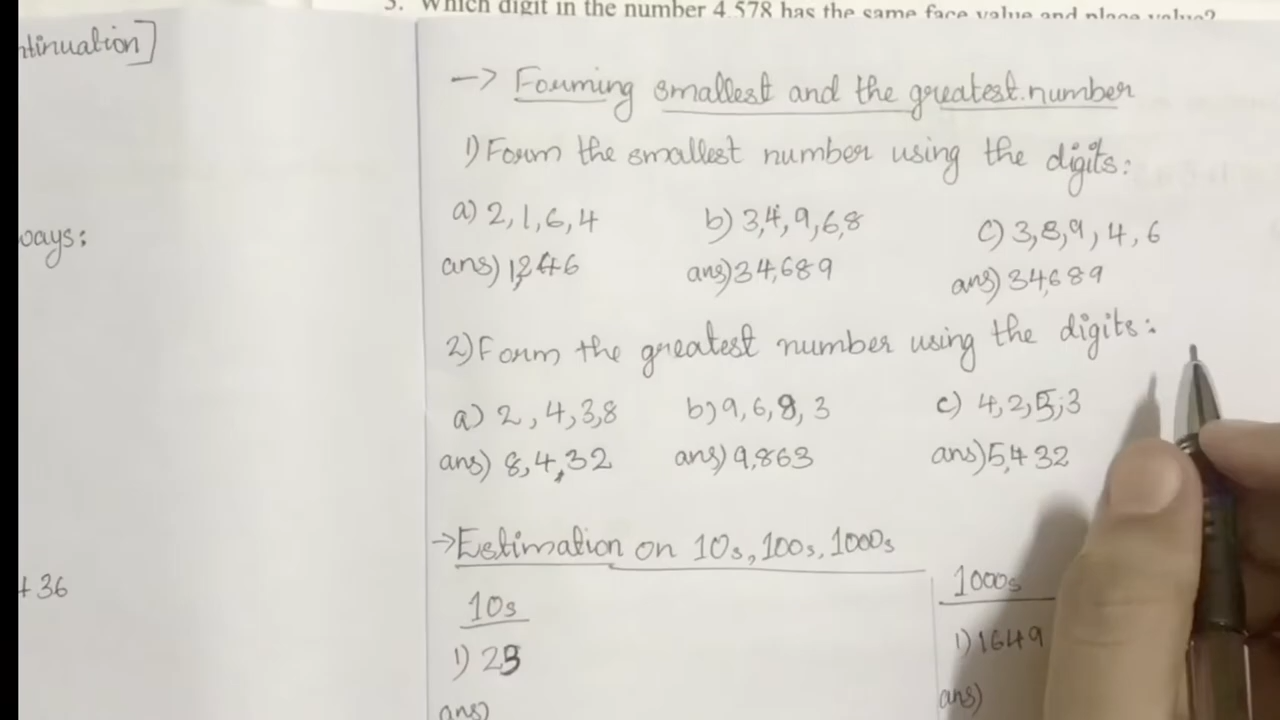 3. Which digit in the number 4,578 has the same face value and place value?
ntinuation]
→ Forming smallest and the greatest number
1) Form the smallest number using the digits:
a) 2, 1, 6, 4 b) 3,4, 9, 6,8 c) 3,8,9, 4, 6
ans) 1,246 ans) 34,689 ans) 34,689
ways:
2) Form the greatest number using the digits:
a) 2, 4, 3,8 b) 9, 6, 8, 3 c) 4, 2, 5, 3
ans) 8,4,32 ans) 9,863 ans) 5,432
→ Estimation on 10s, 100s, 1000s
+ 36
10s 1000s
1) 23 1) 1649
ans) ans)